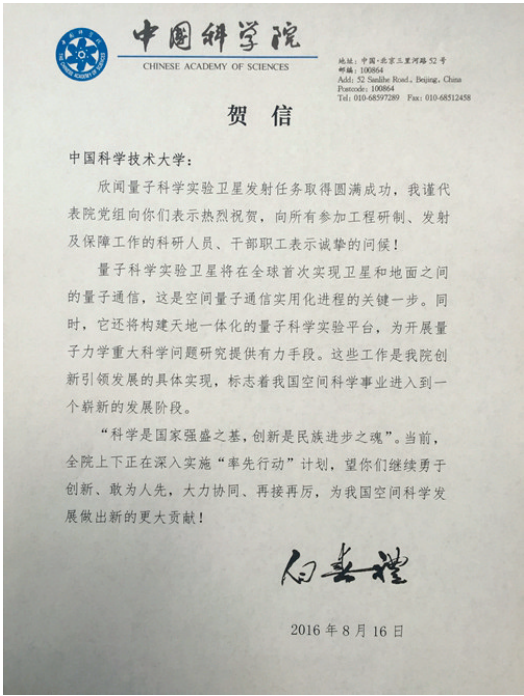 中国科学院
CHINESE ACADEMY OF SCIENCES
地址：中国·北京三里河路 52 号
邮编：100864
Add: 52 Sanlihe Road., Beijing, China
Postcode: 100864
Tel: 010-68597289 Fax: 010-68512458
贺 信
中国科学技术大学：
欣闻量子科学实验卫星发射任务取得圆满成功，我谨代
表院党组向你们表示热烈祝贺，向所有参加工程研制、发射
及保障工作的科研人员、干部职工表示诚挚的问候！
量子科学实验卫星将在全球首次实现卫星和地面之间
的量子通信，这是空间量子通信实用化进程的关键一步。同
时，它还将构建天地一体化的量子科学实验平台，为开展量
子力学重大科学问题研究提供有力手段。这些工作是我院创
新引领发展的具体实现，标志着我国空间科学事业进入到一
个崭新的发展阶段。
“科学是国家强盛之基，创新是民族进步之魂”。当前，
全院上下正在深入实施“率先行动”计划，望你们继续勇于
创新、敢为人先，大力协同、再接再厉，为我国空间科学发
展做出新的更大贡献！
白春礼
2016 年 8 月 16 日